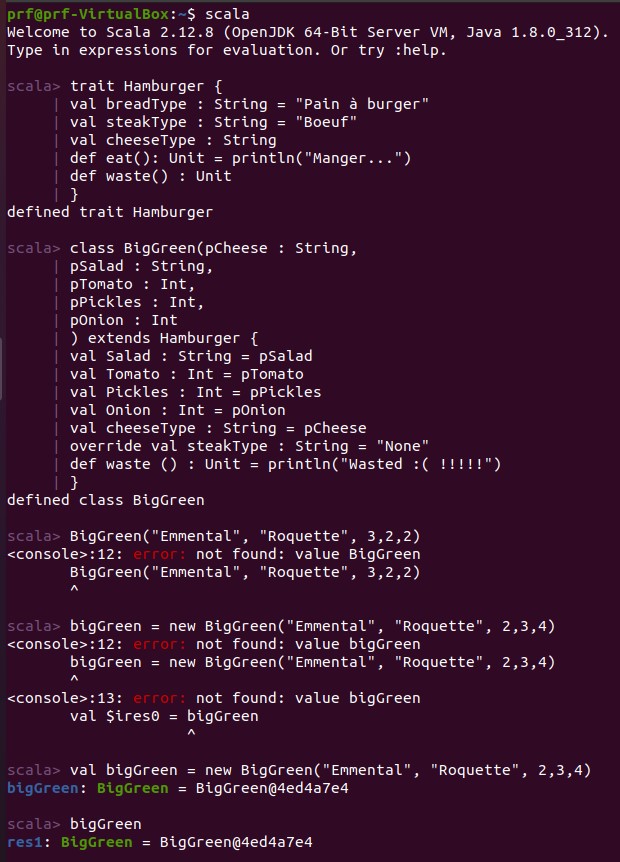 prf@prf-VirtualBox:~$ scala
Welcome to Scala 2.12.8 (OpenJDK 64-Bit Server VM, Java 1.8.0_312).
Type in expressions for evaluation. Or try :help.
scala> trait Hamburger {
| val breadType : String = "Pain à burger"
| val steakType : String = "Boeuf"
| val cheeseType : String
| def eat(): Unit = println("Manger...")
| def waste() : Unit
| }
defined trait Hamburger
scala> class BigGreen(pCheese : String,
| pSalad : String,
| pTomato : Int,
| pPickles : Int,
| pOnion : Int
| ) extends Hamburger {
| val Salad : String = pSalad
| val Tomato : Int = pTomato
| val Pickles : Int = pPickles
| val Onion : Int = pOnion
| val cheeseType : String = pCheese
| override val steakType : String = "None"
| def waste () : Unit = println("Wasted :( !!!!!")
| }
defined class BigGreen
scala> BigGreen("Emmental", "Roquette", 3,2,2)
<console>:12: error: not found: value BigGreen
BigGreen("Emmental", "Roquette", 3,2,2)
^
scala> bigGreen = new BigGreen("Emmental", "Roquette", 2,3,4)
<console>:12: error: not found: value bigGreen
bigGreen = new BigGreen("Emmental", "Roquette", 2,3,4)
^
<console>:13: error: not found: value bigGreen
val $ires0 = bigGreen
^
scala> val bigGreen = new BigGreen("Emmental", "Roquette", 2,3,4)
bigGreen: BigGreen = BigGreen@4ed4a7e4
scala> bigGreen
res1: BigGreen = BigGreen@4ed4a7e4